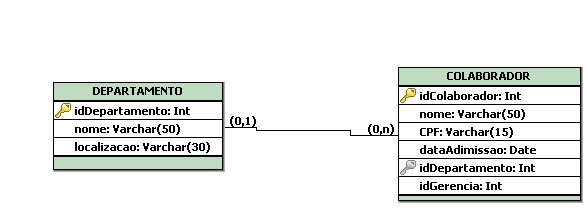 DEPARTAMENTO
idDepartamento: Int
nome: Varchar(50)
localizacao: Varchar(30)
(0,1)
(0,n)
COLABORADOR
idColaborador: Int
nome: Varchar(50)
CPF: Varchar(15)
dataAdimissao: Date
idDepartamento: Int
idGerencia: Int